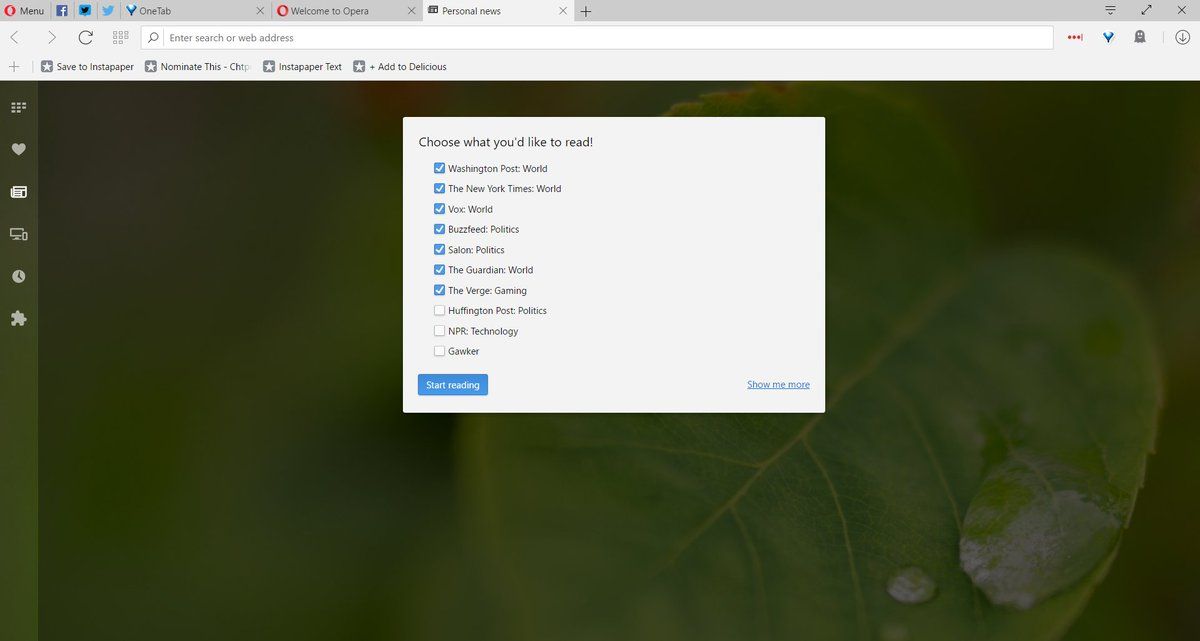 Menu
OneTab
Welcome to Opera
Personal news
Enter search or web address
Save to Instapaper
Nominate This - Chtp
Instapaper Text
+ Add to Delicious
Choose what you'd like to read!
Washington Post: World
The New York Times: World
Vox: World
Buzzfeed: Politics
Salon: Politics
The Guardian: World
The Verge: Gaming
Huffington Post: Politics
NPR: Technology
Gawker
Start reading
Show me more